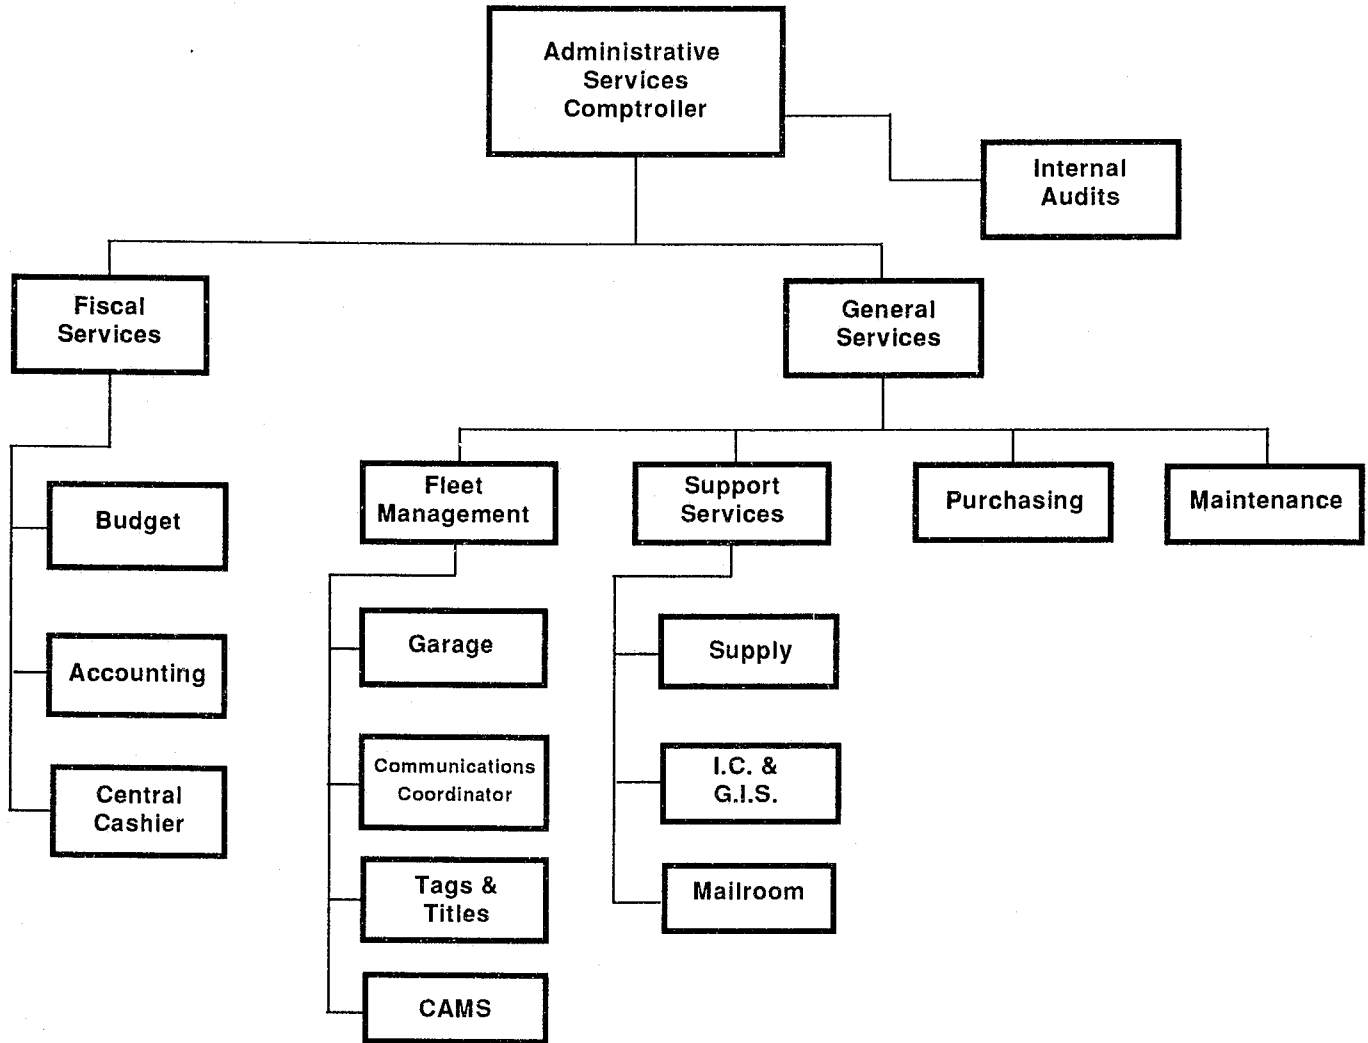 Administrative
Services
Comptroller
Internal
Audits
Fiscal
Services
General
Services
Budget
Accounting
Central
Cashier
Fleet
Management
Support
Services
Purchasing
Maintenance
Garage
Communications
Coordinator
Tags &
Titles
CAMS
Supply
I.C. &
G.I.S.
Mailroom